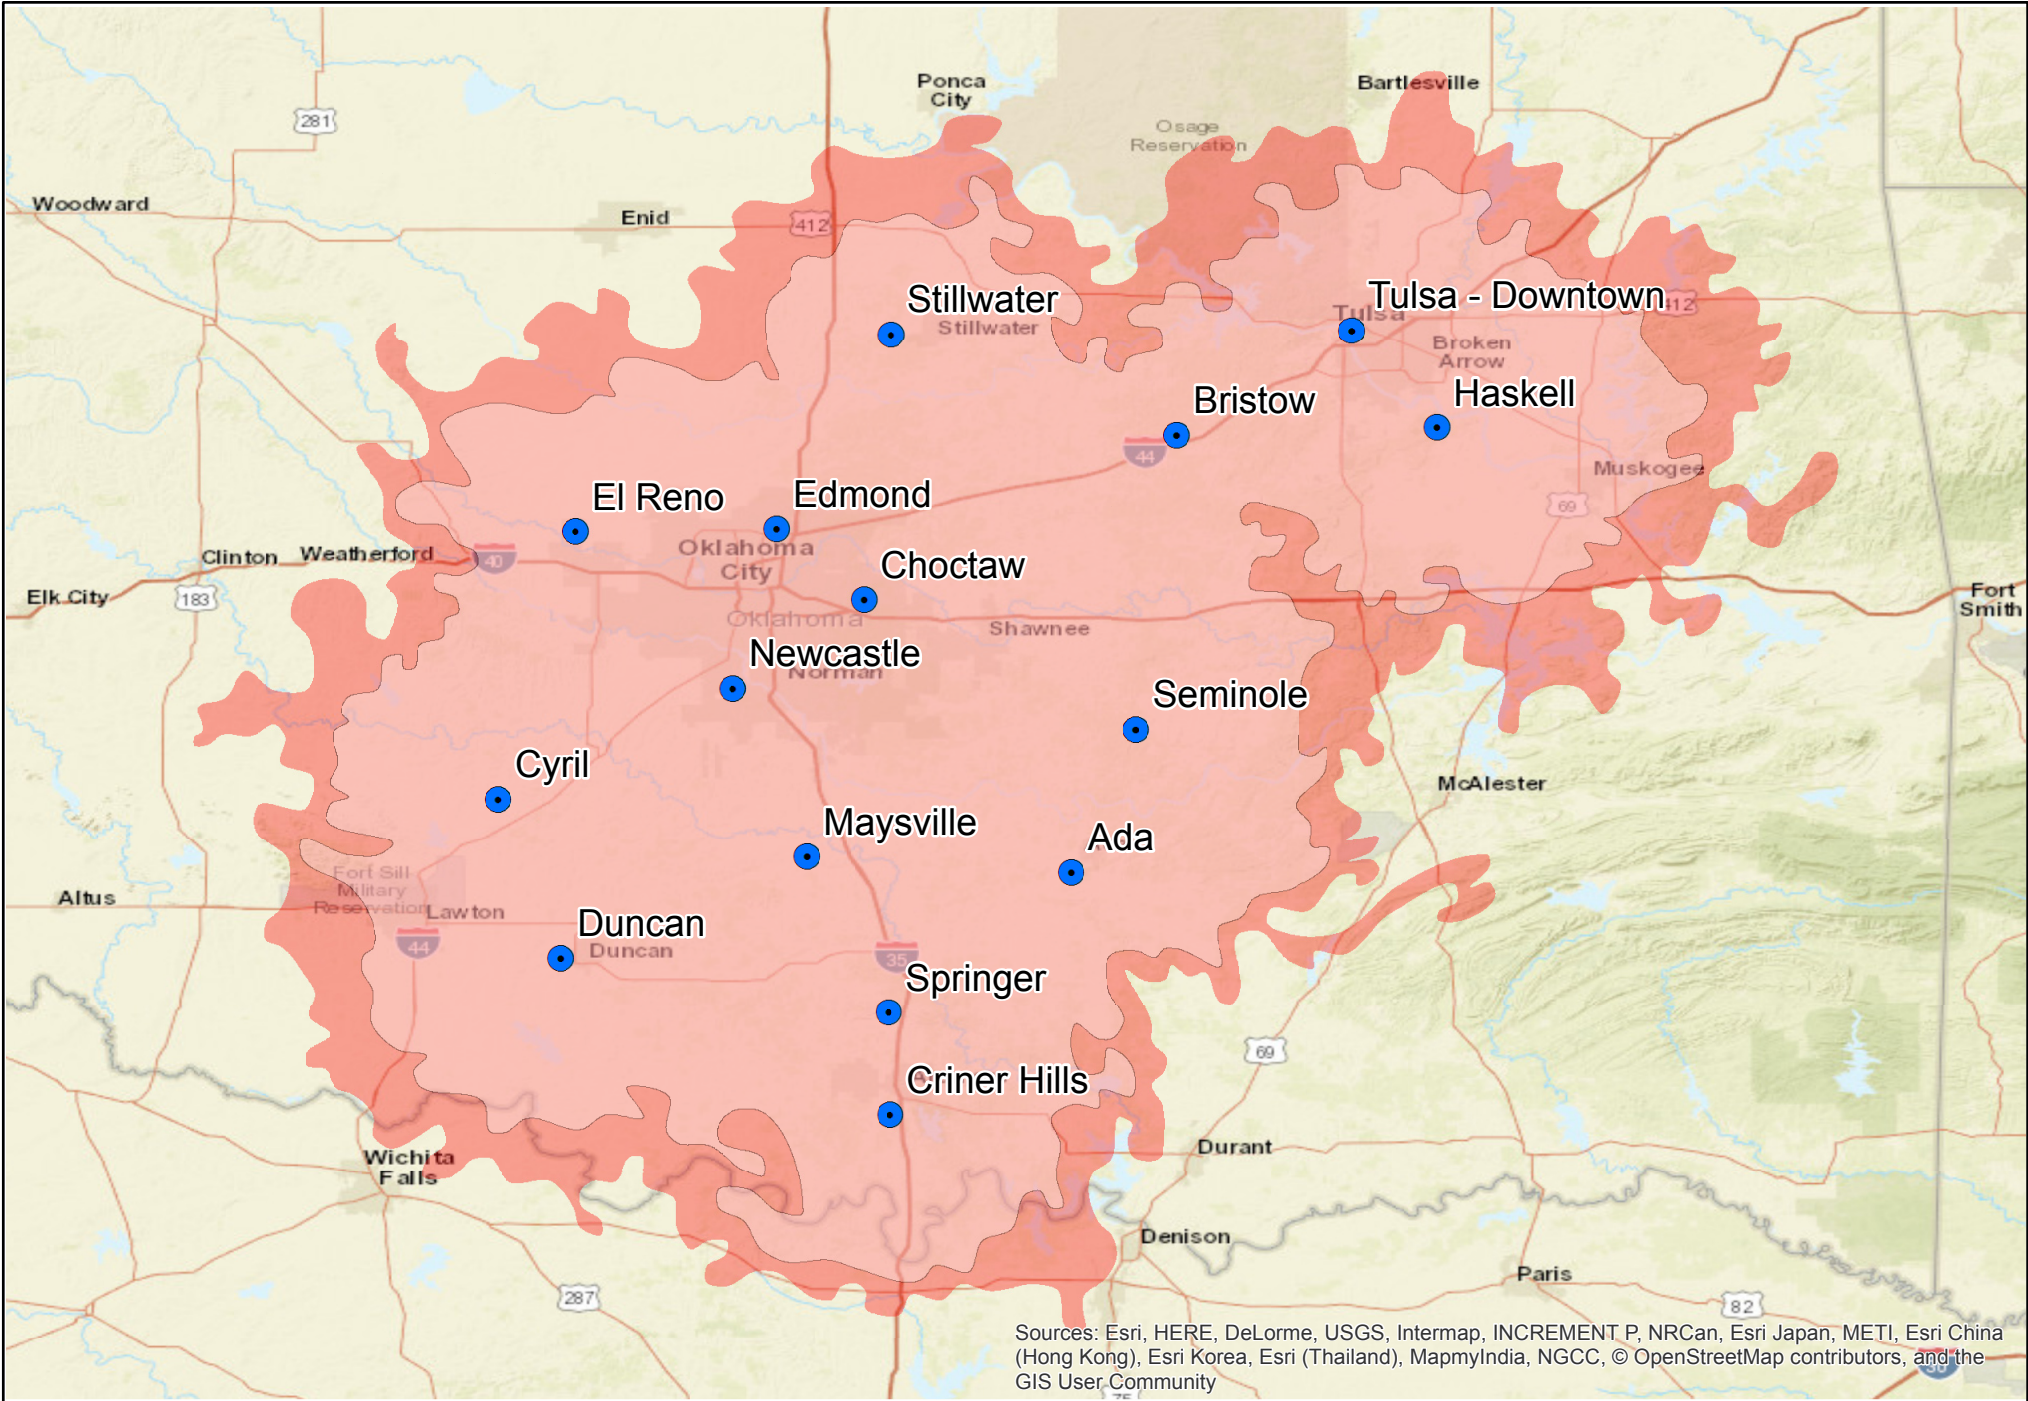 Ponca
City
Bartlesville
281
Osage
Reservation
Woodward
Enid
412
Stillwater
Stillwater
Tulsa - Downtown
Tulsa
412
Broken
Arrow
Haskell
Bristow
44
Muskogee
69
El Reno
Edmond
Oklahoma
City
Clinton
Weatherford
40
Choctaw
Elk City
183
Oklahoma
Shawnee
Fort
Smith
Newcastle
Norman
Seminole
Cyril
McAlester
Maysville
Ada
Fort Sill
Military
Reservation
Altus
Lawton
44
Duncan
Duncan
35
Springer
69
Criner Hills
Durant
Wichita
Falls
Denison
Paris
287
82
Sources: Esri, HERE, DeLorme, USGS, Intermap, INCREMENT P, NRCan, Esri Japan, METI, Esri China
(Hong Kong), Esri Korea, Esri (Thailand), MapmyIndia, NGCC, © OpenStreetMap contributors, and the
GIS User Community
30
75